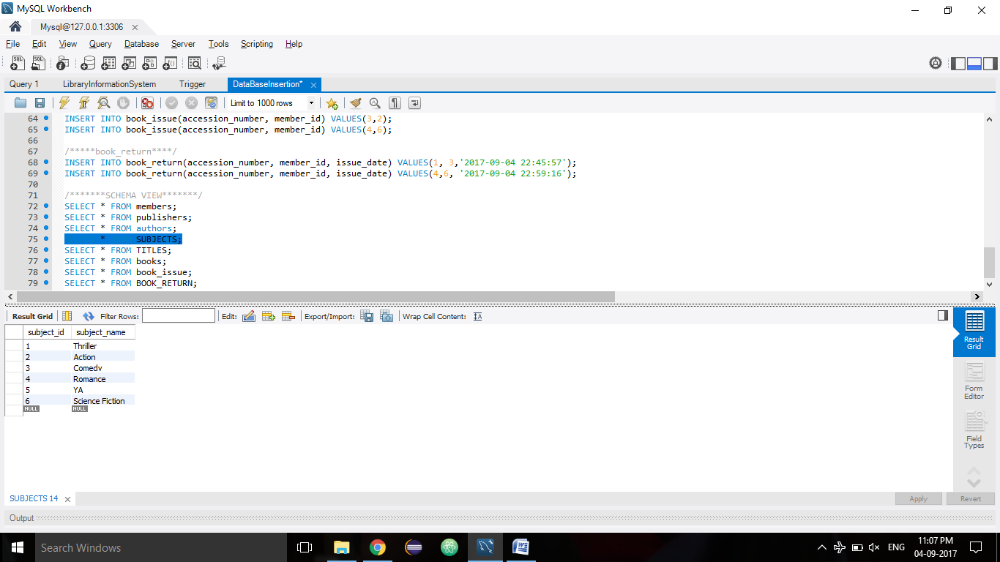 MySQL Workbench
Mysql@127.0.0.1:3306
File Edit View Query Database Server Tools Scripting Help
Query 1 LibraryInformationSystem Trigger DataBaseInsertion*
Limit to 1000 rows
64 INSERT INTO book_issue(accession_number, member_id) VALUES(3,2);
65 INSERT INTO book_issue(accession_number, member_id) VALUES(4,6);
66
67 /*****book_return****/
68 INSERT INTO book_return(accession_number, member_id, issue_date) VALUES(1, 3,'2017-09-04 22:45:57');
69 INSERT INTO book_return(accession_number, member_id, issue_date) VALUES(4,6, '2017-09-04 22:59:16');
70
71 /*******SCHEMA VIEW*******/
72 SELECT * FROM members;
73 SELECT * FROM publishers;
74 SELECT * FROM authors;
75 * SUBJECTS;
76 SELECT * FROM TITLES;
77 SELECT * FROM books;
78 SELECT * FROM book_issue;
79 SELECT * FROM BOOK_RETURN;
Result Grid Filter Rows: Edit: Export/Import: Wrap Cell Content:
subject_id subject_name
1 Thriller
2 Action
3 Comedy
4 Romance
5 YA
6 Science Fiction
NULL NULL
Result Grid
Form Editor
Field Types
SUBJECTS 14 Apply Revert
Output
Search Windows ENG 11:07 PM
04-09-2017